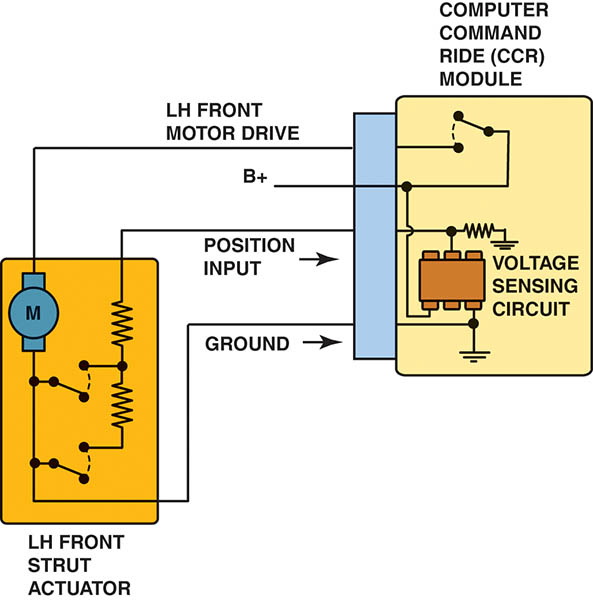 COMPUTER
COMMAND
RIDE (CCR)
MODULE
LH FRONT
MOTOR DRIVE
B+
POSITION
INPUT
VOLTAGE
SENSING
CIRCUIT
M
GROUND
LH FRONT
STRUT
ACTUATOR